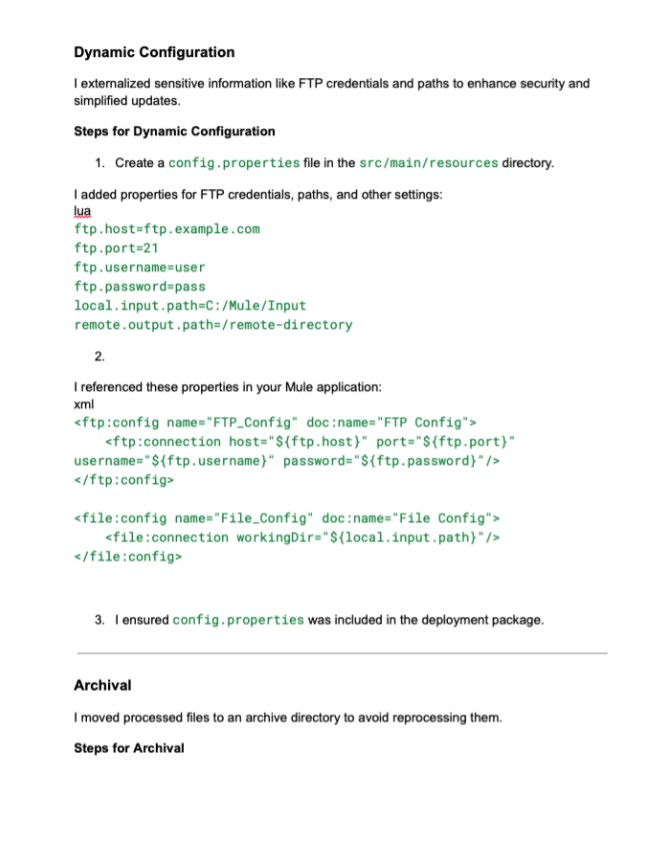 Dynamic Configuration
I externalized sensitive information like FTP credentials and paths to enhance security and
simplified updates.
Steps for Dynamic Configuration
1. Create a config.properties file in the src/main/resources directory.
I added properties for FTP credentials, paths, and other settings:
lua
ftp.host=ftp.example.com
ftp.port=21
ftp.username=user
ftp.password=pass
local.input.path=C:/Mule/Input
remote.output.path=/remote-directory
2.
I referenced these properties in your Mule application:
xml
<ftp:config name="FTP_Config" doc:name="FTP Config">
    <ftp:connection host="${ftp.host}" port="${ftp.port}"
username="${ftp.username}" password="${ftp.password}"/>
</ftp:config>
<file:config name="File_Config" doc:name="File Config">
    <file:connection workingDir="${local.input.path}"/>
</file:config>
3. I ensured config.properties was included in the deployment package.
Archival
I moved processed files to an archive directory to avoid reprocessing them.
Steps for Archival